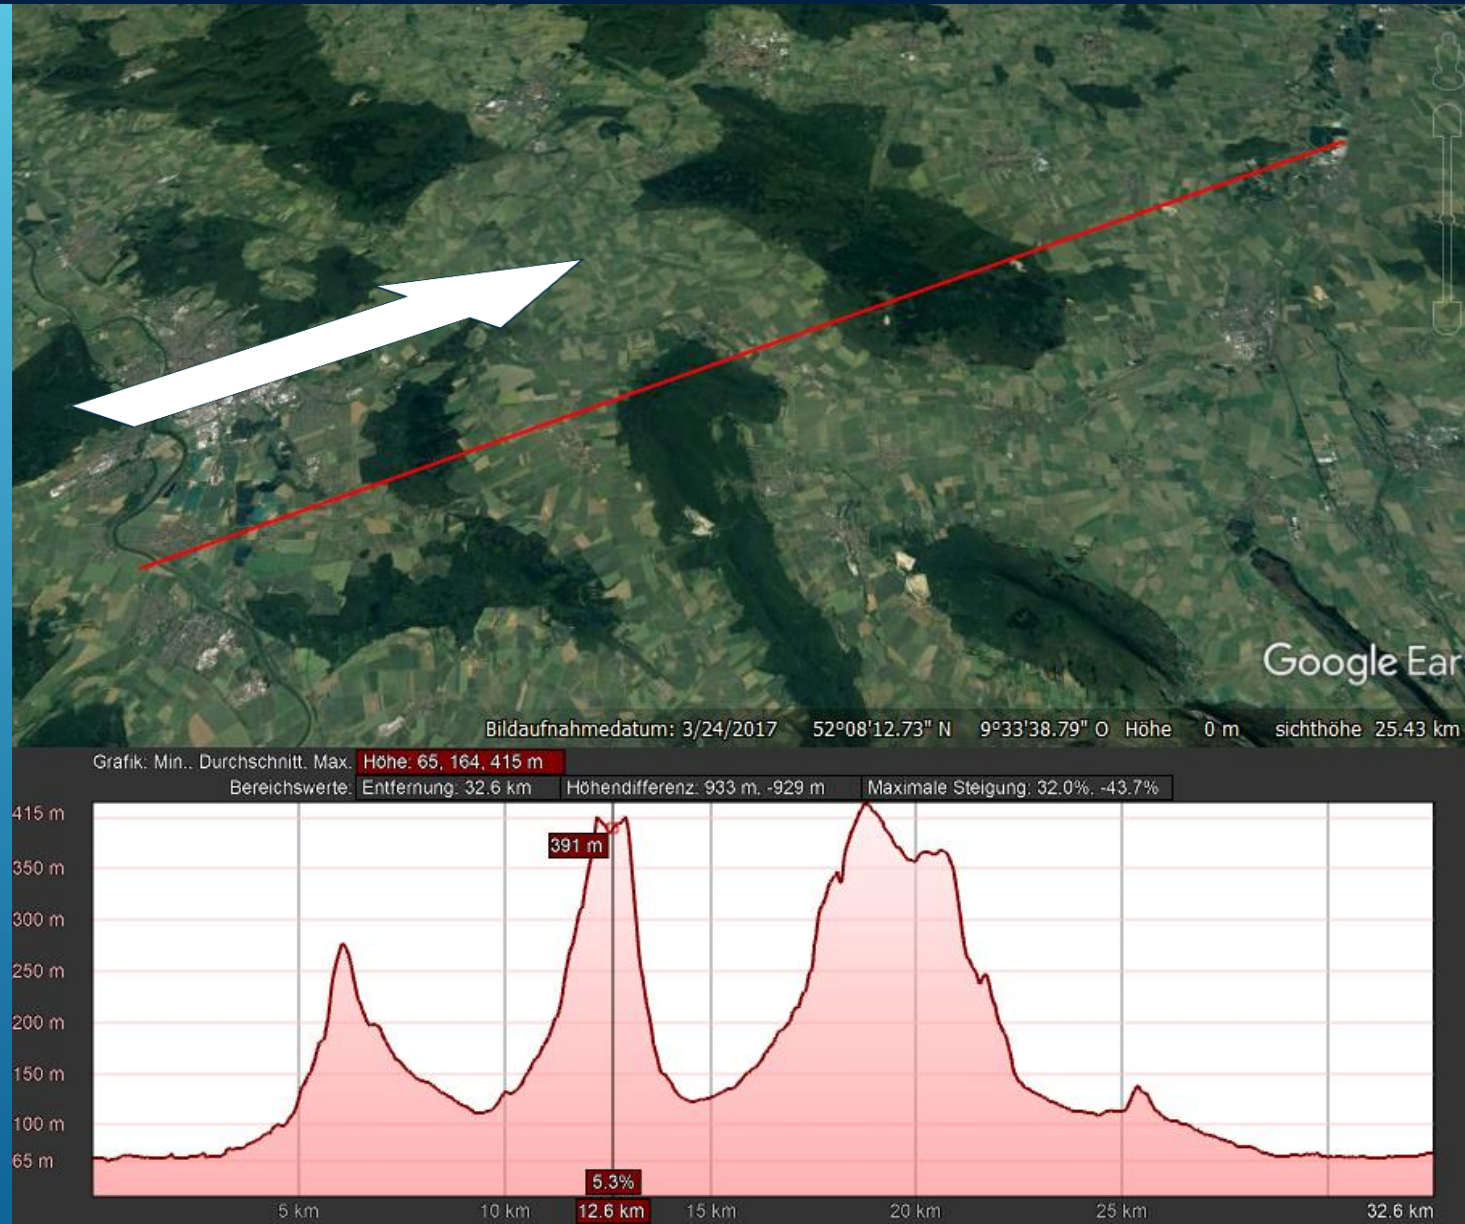 Google Ear
Bildaufnahmedatum: 3/24/2017 52°08'12.73" N 9°33'38.79" O Höhe 0 m sichthöhe 25.43 km
Grafik: Min., Durchschnitt, Max. Höhe: 65, 164, 415 m
Bereichswerte: Entfernung: 32.6 km Höhendifferenz: 933 m, -929 m Maximale Steigung: 32.0%, -43.7%
415 m
391 m
350 m
300 m
250 m
200 m
150 m
100 m
65 m
5.3%
5 km 10 km 12.6 km 15 km 20 km 25 km 32.6 km